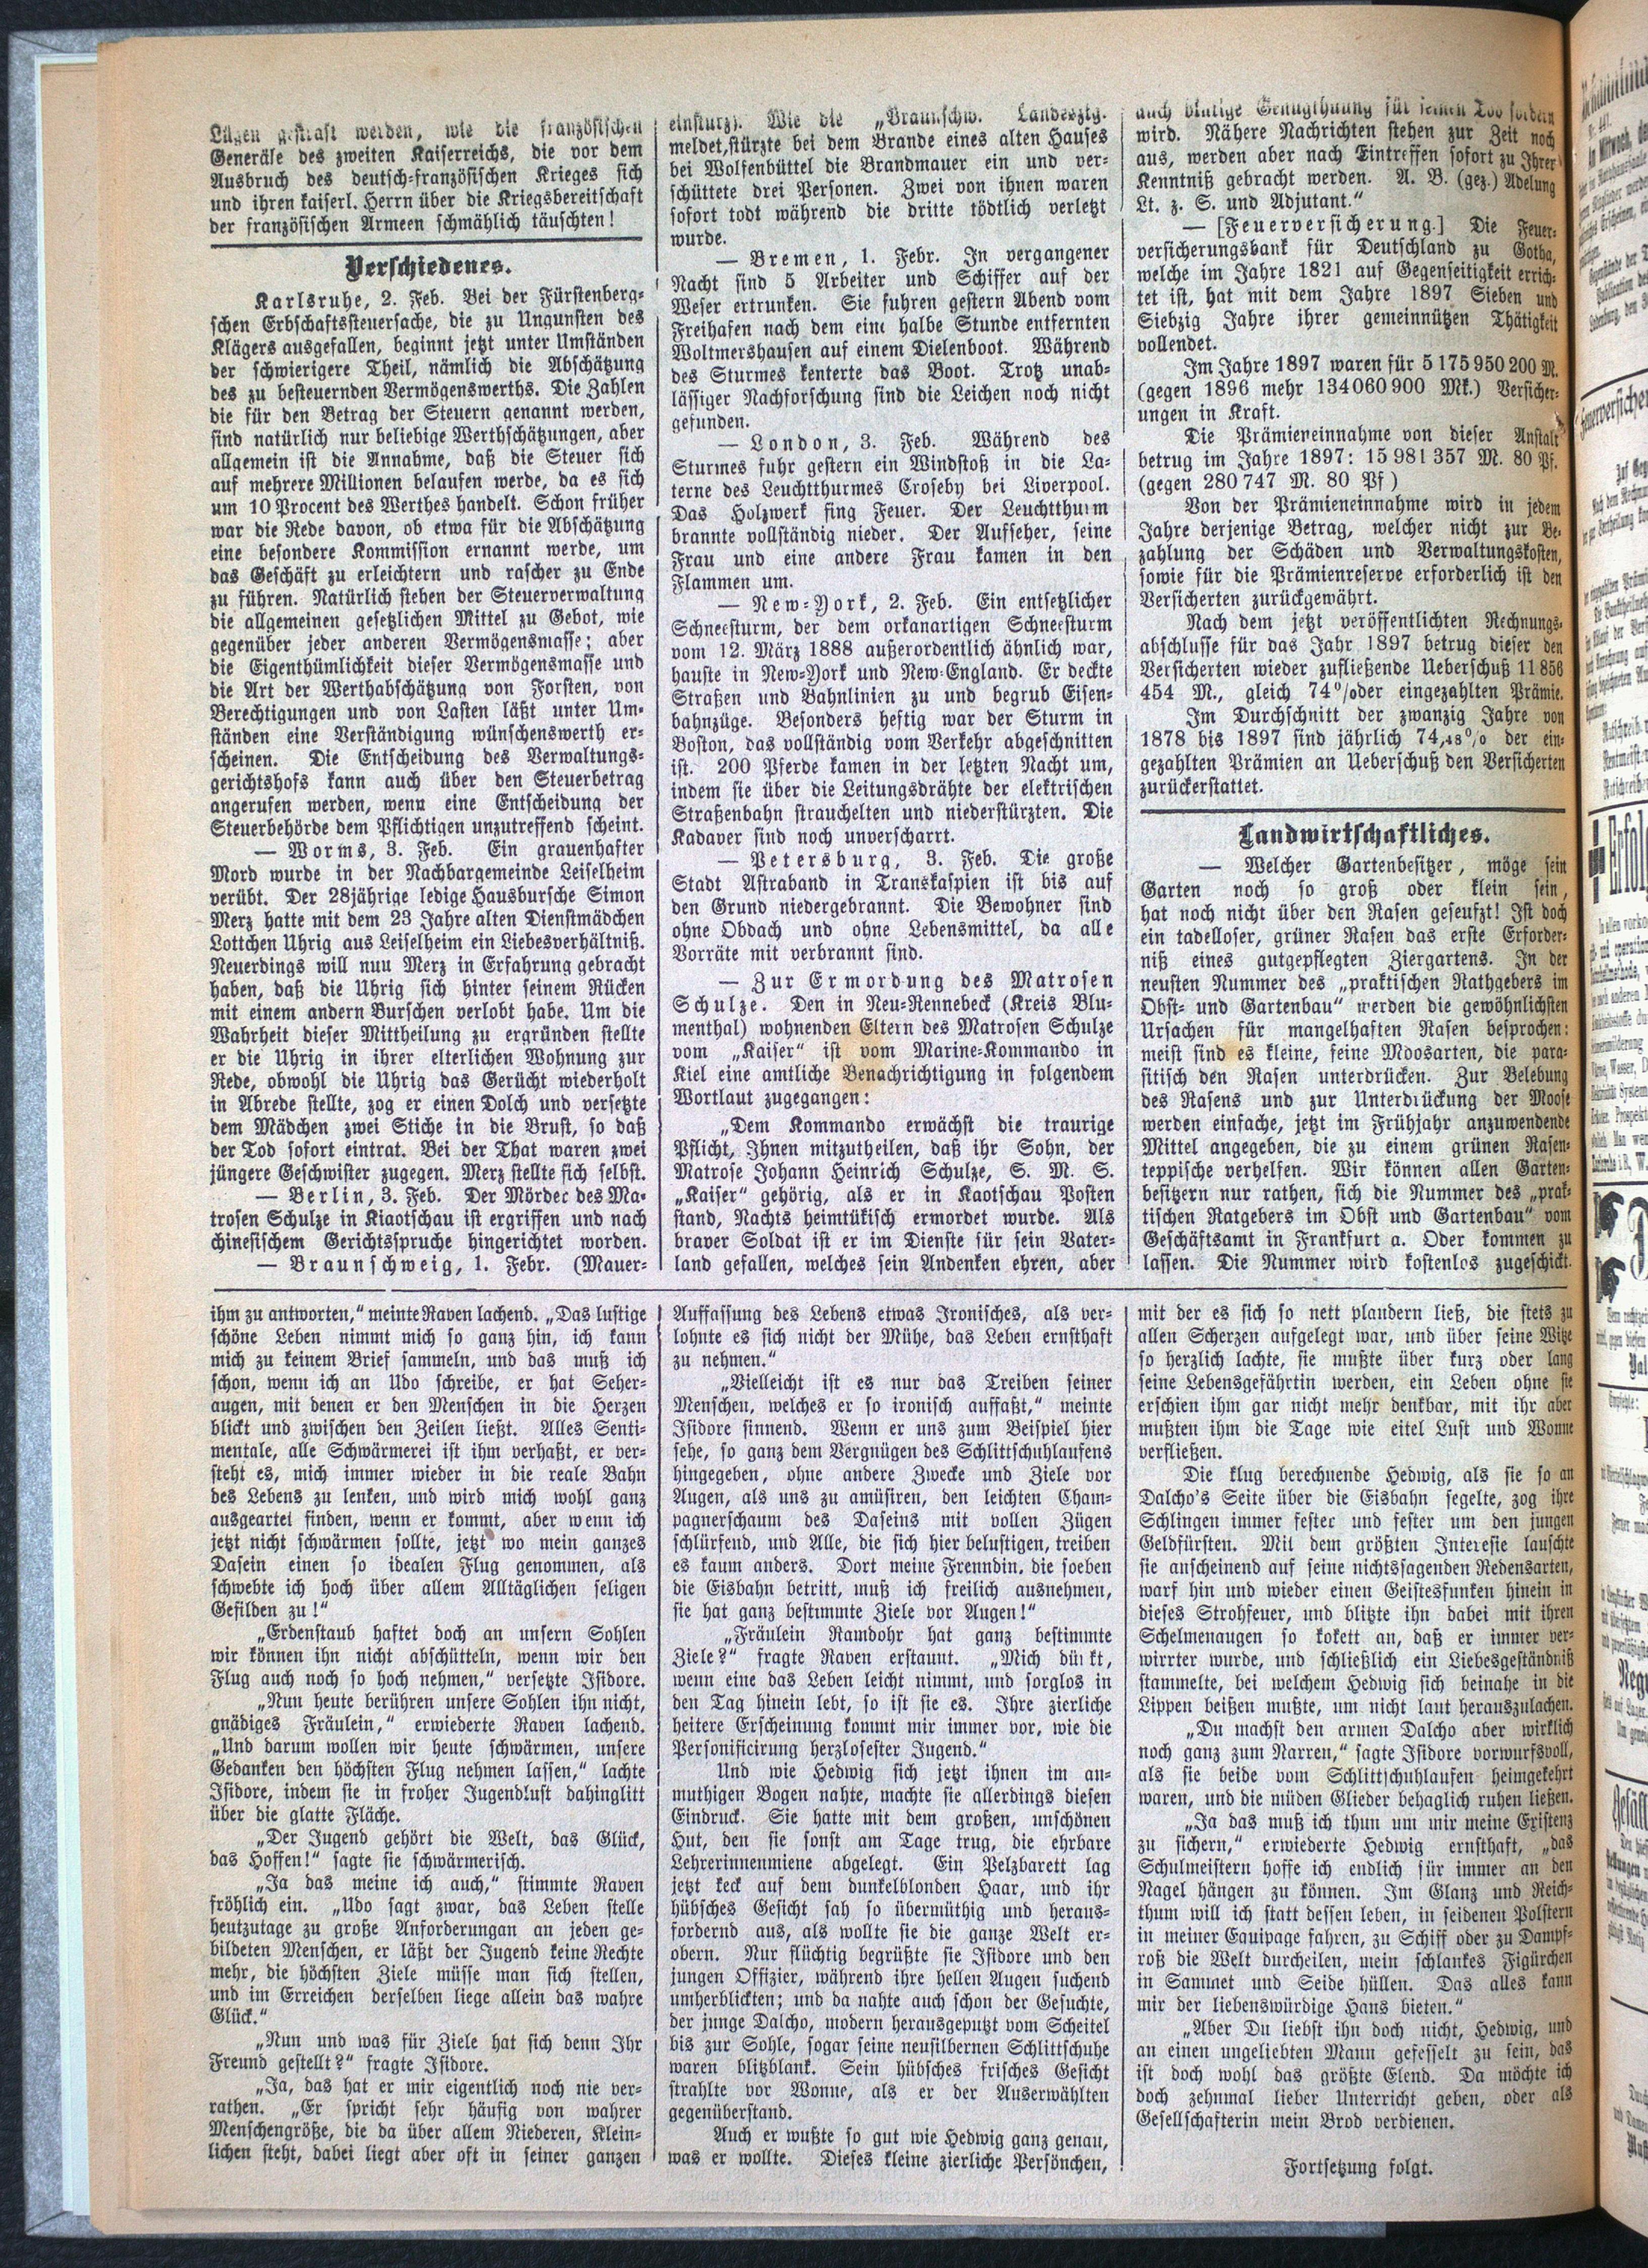 Lügen gestraft werden, wie die französischen
Generäle des zweiten Kaiserreichs, die vor dem
Ausbruch des deutsch-französischen Krieges sich
und ihren kaiserl. Herrn über die Kriegsbereitschaft
der französischen Armeen schmählich täuschten!
Verschiedenes.
Karlsruhe, 2. Feb. Bei der Fürstenberg-
schen Erbschaftssteuersache, die zu Ungunsten des
Klägers ausgefallen, beginnt jetzt unter Umständen
der schwierigere Theil, nämlich die Abschätzung
des zu besteuernden Vermögenswerths. Die Zahlen
die für den Betrag der Steuern genannt werden,
sind natürlich nur beliebige Werthschätzungen, aber
allgemein ist die Annahme, daß die Steuer sich
auf mehrere Millionen belaufen werde, da es sich
um 10 Procent des Werthes handelt. Schon früher
war die Rede davon, ob etwa für die Abschätzung
eine besondere Kommission ernannt werde, um
das Geschäft zu erleichtern und rascher zu Ende
zu führen. Natürlich stehen der Steuerverwaltung
die allgemeinen gesetzlichen Mittel zu Gebot, wie
gegenüber jeder anderen Vermögensmasse; aber
die Eigenthümlichkeit dieser Vermögensmasse und
die Art der Werthabschätzung von Forsten, von
Berechtigungen und von Lasten läßt unter Um-
ständen eine Verständigung wünschenswerth er-
scheinen. Die Entscheidung des Verwaltungs-
gerichtshofs kann auch über den Steuerbetrag
angerufen werden, wenn eine Entscheidung der
Steuerbehörde dem Pflichtigen unzutreffend scheint.
— Worms, 3. Feb. Ein grauenhafter
Mord wurde in der Nachbargemeinde Leiselheim
verübt. Der 28jährige ledige Hausbursche Simon
Merz hatte mit dem 23 Jahre alten Dienstmädchen
Lottchen Uhrig aus Leiselheim ein Liebesverhältniß.
Neuerdings will nuu Merz in Erfahrung gebracht
haben, daß die Uhrig sich hinter seinem Rücken
mit einem andern Burschen verlobt habe. Um die
Wahrheit dieser Mittheilung zu ergründen stellte
er die Uhrig in ihrer elterlichen Wohnung zur
Rede, obwohl die Uhrig das Gerücht wiederholt
in Abrede stellte, zog er einen Dolch und versetzte
dem Mädchen zwei Stiche in die Brust, so daß
der Tod sofort eintrat. Bei der That waren zwei
jüngere Geschwister zugegen. Merz stellte sich selbst.
— Berlin, 3. Feb. Der Mörder des Ma-
trosen Schulze in Kiaotschau ist ergriffen und nach
chinesischem Gerichtsspruche hingerichtet worden.
— Braunschweig, 1. Febr. (Mauer-
einsturz). Wie die „Braunschw. Landesztg.
meldet,stürzte bei dem Brande eines alten Hauses
bei Wolfenbüttel die Brandmauer ein und ver-
schüttete drei Personen. Zwei von ihnen waren
sofort todt während die dritte tödtlich verletzt
wurde.
— Bremen, 1. Febr. In vergangener
Nacht sind 5 Arbeiter und Schiffer auf der
Weser ertrunken. Sie fuhren gestern Abend vom
Freihafen nach dem eine halbe Stunde entfernten
Woltmershausen auf einem Dielenboot. Während
des Sturmes kenterte das Boot. Trotz unab-
lässiger Nachforschung sind die Leichen noch nicht
gefunden.
— London, 3. Feb. Während des
Sturmes fuhr gestern ein Windstoß in die La-
terne des Leuchtthurmes Croseby bei Liverpool.
Das Holzwerk fing Feuer. Der Leuchtthurm
brannte vollständig nieder. Der Aufseher, seine
Frau und eine andere Frau kamen in den
Flammen um.
— New-York, 2. Feb. Ein entsetzlicher
Schneesturm, der dem orkanartigen Schneesturm
vom 12. März 1888 außerordentlich ähnlich war,
hauste in New-York und New-England. Er deckte
Straßen und Bahnlinien zu und begrub Eisen-
bahnzüge. Besonders heftig war der Sturm in
Boston, das vollständig vom Verkehr abgeschnitten
ist. 200 Pferde kamen in der letzten Nacht um,
indem sie über die Leitungsdrähte der elektrischen
Straßenbahn strauchelten und niederstürzten. Die
Kadaver sind noch unverscharrt.
— Petersburg, 3. Feb. Die große
Stadt Astraband in Transkaspien ist bis auf
den Grund niedergebrannt. Die Bewohner sind
ohne Obdach und ohne Lebensmittel, da alle
Vorräte mit verbrannt sind.
— Zur Ermordung des Matrosen
Schulze. Den in Neu-Rennebeck (Kreis Blu-
menthal) wohnenden Eltern des Matrosen Schulze
vom „Kaiser“ ist vom Marine-Kommando in
Kiel eine amtliche Benachrichtigung in folgendem
Wortlaut zugegangen:
„Dem Kommando erwächst die traurige
Pflicht, Ihnen mitzutheilen, daß ihr Sohn, der
Matrose Johann Heinrich Schulze, S. M. S.
„Kaiser“ gehörig, als er in Kaotschau Posten
stand, Nachts heimtükisch ermordet wurde. Als
braver Soldat ist er im Dienste für sein Vater-
land gefallen, welches sein Andenken ehren, aber
auch blutige Genugthuung für seinen Tod fordern
wird. Nähere Nachrichten stehen zur Zeit noch
aus, werden aber nach Eintreffen sofort zu Ihrer
Kenntniß gebracht werden. A. B. (gez.) Adelung
Lt. z. S. und Adjutant.“
— [Feuerversicherung.] Die Feuer-
versicherungsbank für Deutschland zu Gotha,
welche im Jahre 1821 auf Gegenseitigkeit errich-
tet ist, hat mit dem Jahre 1897 Sieben und
Siebzig Jahre ihrer gemeinnützen Thätigkeit
vollendet.
Im Jahre 1897 waren für 5 175 950 200 M.
(gegen 1896 mehr 134 060 900 Mk.) Versicher-
ungen in Kraft.
Die Prämieneinnahme von dieser Anstalt
betrug im Jahre 1897: 15 981 357 M. 80 Pf.
(gegen 280 747 M. 80 Pf)
Von der Prämieneinnahme wird in jedem
Jahre derjenige Betrag, welcher nicht zur Be-
zahlung der Schäden und Verwaltungskosten,
sowie für die Prämienreserve erforderlich ist den
Versicherten zurückgewährt.
Nach dem jetzt veröffentlichten Rechnungs-
abschlusse für das Jahr 1897 betrug dieser den
Versicherten wieder zufließende Ueberschuß 11 856
454 M., gleich 74%der eingezahlten Prämie.
Im Durchschnitt der zwanzig Jahre von
1878 bis 1897 sind jährlich 74,48% der ein-
gezahlten Prämien an Ueberschuß den Versicherten
zurückerstattet.
Landwirtschaftliches.
— Welcher Gartenbesitzer, möge sein
Garten noch so groß oder klein sein,
hat noch nicht über den Rasen geseufzt! Ist doch
ein tadelloser, grüner Rasen das erste Erforder-
niß eines gutgepflegten Ziergartens. In der
neusten Nummer des „praktischen Rathgebers im
Obst- und Gartenbau“ werden die gewöhnlichsten
Ursachen für mangelhaften Rasen besprochen:
meist sind es kleine, feine Moosarten, die para-
sitisch den Rasen unterdrücken. Zur Belebung
des Rasens und zur Unterdrückung der Moose
werden einfache, jetzt im Frühjahr anzuwendende
Mittel angegeben, die zu einem grünen Rasen-
teppische verhelfen. Wir können allen Garten-
besitzern nur rathen, sich die Nummer des „prak-
tischen Ratgebers im Obst und Gartenbau“ vom
Geschäftsamt in Frankfurt a. Oder kommen zu
lassen. Die Nummer wird kostenlos zugeschickt.
ihm zu antworten,“ meinte Raven lachend. „Das lustige
schöne Leben nimmt mich so ganz hin, ich kann
mich zu keinem Brief sammeln, und das muß ich
schon, wenn ich an Udo schreibe, er hat Seher-
augen, mit denen er den Menschen in die Herzen
blickt und zwischen den Zeilen ließt. Alles Senti-
mentale, alle Schwärmerei ist ihm verhaßt, er ver-
steht es, mich immer wieder in die reale Bahn
des Lebens zu lenken, und wird mich wohl ganz
ausgeartet finden, wenn er kommt, aber wenn ich
jetzt nicht schwärmen sollte, jetzt wo mein ganzes
Dasein einen so idealen Flug genommen, als
schwebte ich hoch über allem Alltäglichen seligen
Gefilden zu!“
„Erdenstaub haftet doch an unsern Sohlen
wir können ihn nicht abschütteln, wenn wir den
Flug auch noch so hoch nehmen,“ versetzte Isidore.
„Nun heute berühren unsere Sohlen ihn nicht,
gnädiges Fräulein,“ erwiederte Raven lachend.
„Und darum wollen wir heute schwärmen, unsere
Gedanken den höchsten Flug nehmen lassen,“ lachte
Isidore, indem sie in froher Jugendlust dahinglitt
über die glatte Fläche.
„Der Jugend gehört die Welt, das Glück,
das Hoffen!“ sagte sie schwärmerisch.
„Ja das meine ich auch,“ stimmte Raven
fröhlich ein. „Udo sagt zwar, das Leben stelle
heutzutage zu große Anforderungan an jeden ge-
bildeten Menschen, er läßt der Jugend keine Rechte
mehr, die höchsten Ziele müsse man sich stellen,
und im Erreichen derselben liege allein das wahre
Glück.“
„Nun und was für Ziele hat sich denn Ihr
Freund gestellt?“ fragte Isidore.
„Ja, das hat er mir eigentlich noch nie ver-
rathen. „Er spricht sehr häufig von wahrer
Menschengröße, die da über allem Niederen, Klein-
lichen steht, dabei liegt aber oft in seiner ganzen
Auffassung des Lebens etwas Ironisches, als ver-
lohnte es sich nicht der Mühe, das Leben ernsthaft
zu nehmen.“
„Vielleicht ist es nur das Treiben seiner
Menschen, welches er so ironisch auffaßt,“ meinte
Isidore sinnend. Wenn er uns zum Beispiel hier
sehe, so ganz dem Vergnügen des Schlittschuhlaufens
hingegeben, ohne andere Zwecke und Ziele vor
Augen, als uns zu amüsiren, den leichten Cham-
pagnerschaum des Daseins mit vollen Zügen
schlürfend, und Alle, die sich hier belustigen, treiben
es kaum anders. Dort meine Frenndin, die soeben
die Eisbahn betritt, muß ich freilich ausnehmen,
sie hat ganz bestimmte Ziele vor Augen!“
„Fräulein Ramdohr hat ganz bestimmte
Ziele?“ fragte Raven erstaunt. „Mich dünkt,
wenn eine das Leben leicht nimmt, und sorglos in
den Tag hinein lebt, so ist sie es. Ihre zierliche
heitere Erscheinung kommt mir immer vor, wie die
Personificirung herzlosester Jugend.“
Und wie Hedwig sich jetzt ihnen im an-
muthigen Bogen nahte, machte sie allerdings diesen
Eindruck. Sie hatte mit dem großen, unschönen
Hut, den sie sonst am Tage trug, die ehrbare
Lehrerinnenmiene abgelegt. Ein Pelzbarett lag
jetzt keck auf dem dunkelblonden Haar, und ihr
hübsches Gesicht sah so übermüthig und heraus-
fordernd aus, als wollte sie die ganze Welt er-
obern. Nur flüchtig begrüßte sie Isidore und den
jungen Offizier, während ihre hellen Augen suchend
umherblickten; und da nahte auch schon der Gesuchte,
der junge Dalcho, modern herausgeputzt vom Scheitel
bis zur Sohle, sogar seine neusilbernen Schlittschuhe
waren blitzblank. Sein hübsches frisches Gesicht
strahlte vor Wonne, als er der Auserwählten
gegenüberstand.
Auch er wußte so gut wie Hedwig ganz genau,
was er wollte. Dieses kleine zierliche Persönchen,
mit der es sich so nett plaudern ließ, die stets zu
allen Scherzen aufgelegt war, und über seine Witze
so herzlich lachte, sie mußte über kurz oder lang
seine Lebensgefährtin werden, ein Leben ohne sie
erschien ihm gar nicht mehr denkbar, mit ihr aber
mußten ihm die Tage wie eitel Lust und Wonne
verfließen.
Die klug berechnende Hedwig, als sie so an
Dalcho's Seite über die Eisbahn segelte, zog ihre
Schlingen immer fester und fester um den jungen
Geldfürsten. Mit dem größten Interesse lauschte
sie anscheinend auf seine nichtssagenden Redensarten,
warf hin und wieder einen Geistesfunken hinein in
dieses Strohfeuer, und blitzte ihn dabei mit ihren
Schelmenaugen so kokett an, daß er immer ver-
wirrter wurde, und schließlich ein Liebesgeständniß
stammelte, bei welchem Hedwig sich beinahe in die
Lippen beißen mußte, um nicht laut herauszulachen.
„Du machst den armen Dalcho aber wirklich
noch ganz zum Narren,“ sagte Isidore vorwurfsvoll,
als sie beide vom Schlittschuhlaufen heimgekehrt
waren, und die müden Glieder behaglich ruhen ließen.
„Ja das muß ich thun um mir meine Existenz
zu sichern,“ erwiederte Hedwig ernsthaft, „das
Schulmeistern hoffe ich endlich für immer an den
Nagel hängen zu können. Im Glanz und Reich-
thum will ich statt dessen leben, in seidenen Polstern
in meiner Equipage fahren, zu Schiff oder zu Dampf-
roß die Welt durcheilen, mein schlankes Figürchen
in Sammet und Seide hüllen. Das alles kann
mir der liebenswürdige Hans bieten.“
„Aber Du liebst ihn doch nicht, Hedwig, und
an einen ungeliebten Mann gefesselt zu sein, das
ist doch wohl das größte Elend. Da möchte ich
doch zehnmal lieber Unterricht geben, oder als
Gesellschafterin mein Brod verdienen.
Fortsetzung folgt.